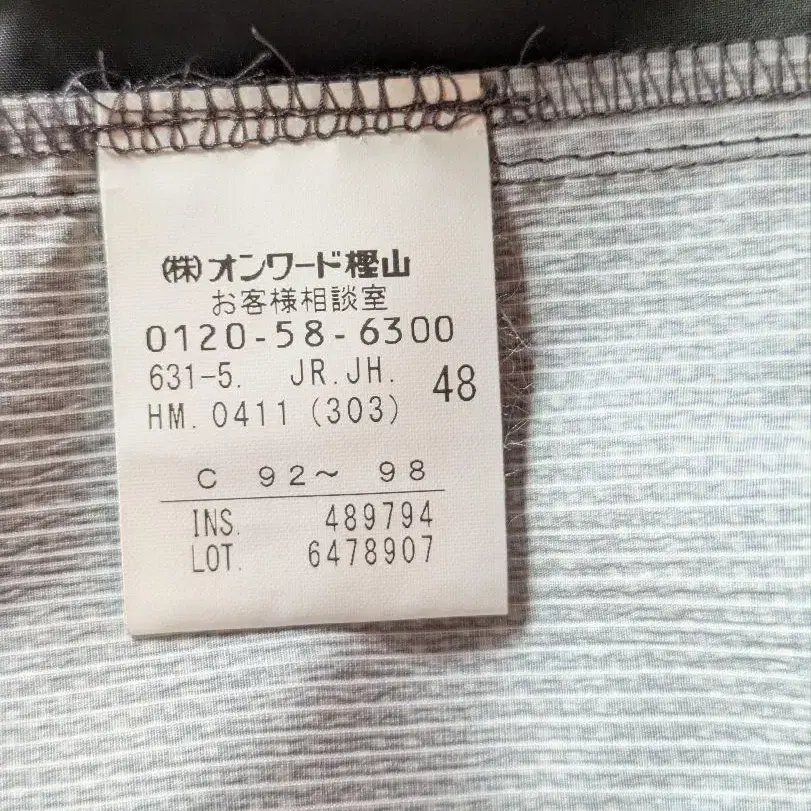 (株)オンワード樫山
お客様相談室
0120-58-6300
631-5. JR.JH. 48
HM. 0411 (303)
C 92～ 98
INS. 489794
LOT. 6478907